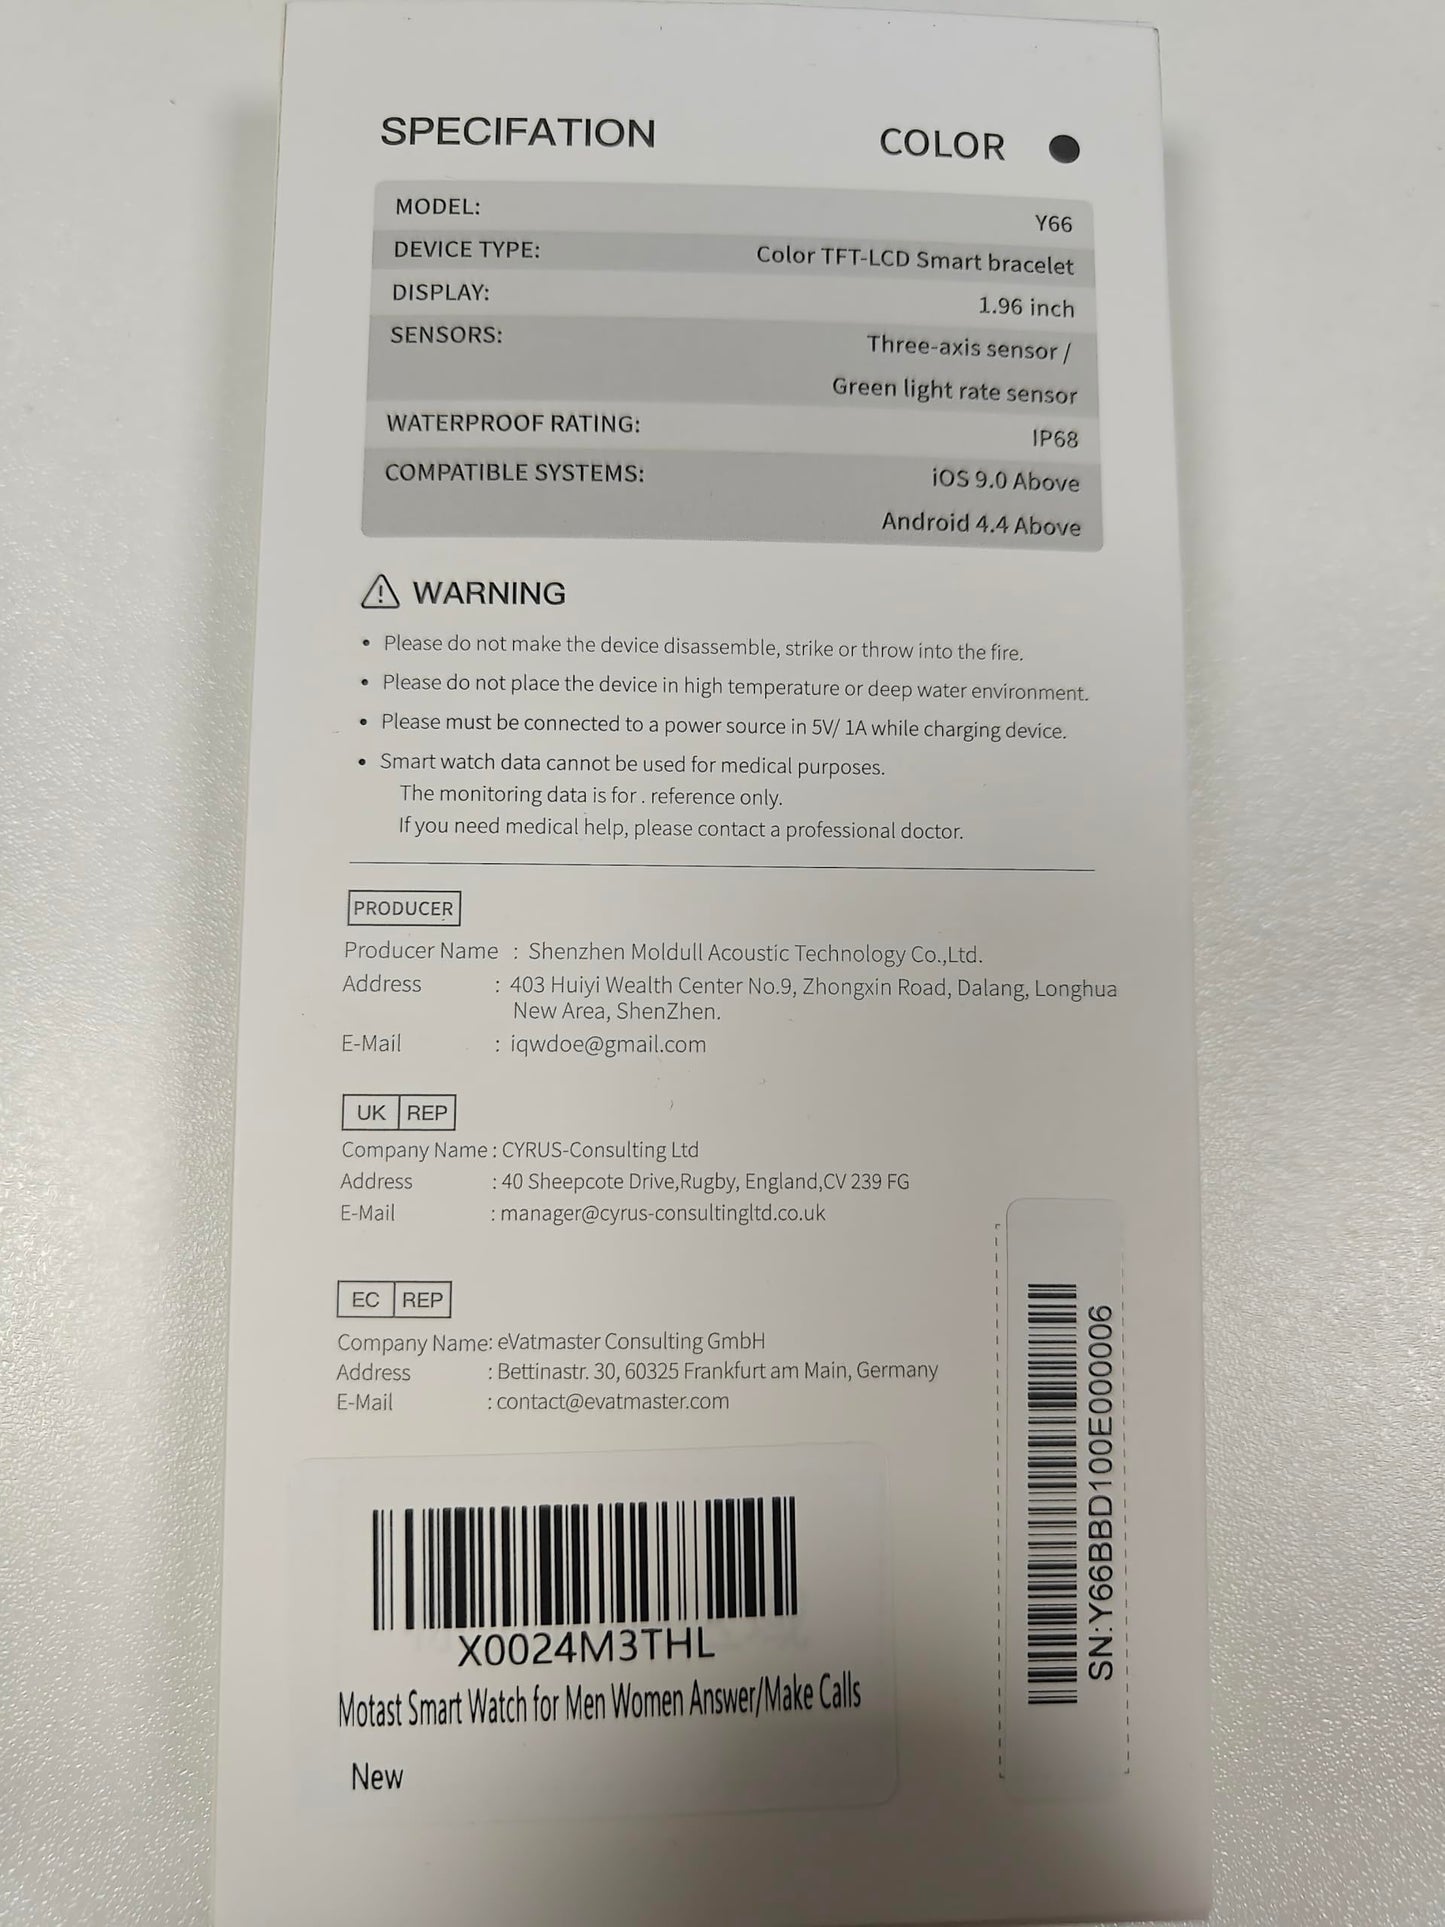 SPECIFATION
COLOR
MODEL: Y66
DEVICE TYPE: Color TFT-LCD Smart bracelet
DISPLAY: 1.96 inch
SENSORS: Three-axis sensor /
Green light rate sensor
WATERPROOF RATING: IP68
COMPATIBLE SYSTEMS: iOS 9.0 Above
Android 4.4 Above
WARNING
• Please do not make the device disassemble, strike or throw into the fire.
• Please do not place the device in high temperature or deep water environment.
• Please must be connected to a power source in 5V/ 1A while charging device.
• Smart watch data cannot be used for medical purposes.
The monitoring data is for . reference only.
If you need medical help, please contact a professional doctor.
PRODUCER
Producer Name : Shenzhen Moldull Acoustic Technology Co.,Ltd.
Address : 403 Huiyi Wealth Center No.9, Zhongxin Road, Dalang, Longhua
New Area, ShenZhen.
E-Mail : iqwdoe@gmail.com
UK REP
Company Name : CYRUS-Consulting Ltd
Address : 40 Sheepcote Drive,Rugby, England,CV 239 FG
E-Mail : manager@cyrus-consultingltd.co.uk
EC REP
Company Name: eVatmaster Consulting GmbH
Address : Bettinastr. 30, 60325 Frankfurt am Main, Germany
E-Mail : contact@evatmaster.com
X0024M3THL
Motast Smart Watch for Men Women Answer/Make Calls
New
SN:Y66BBD100E000006